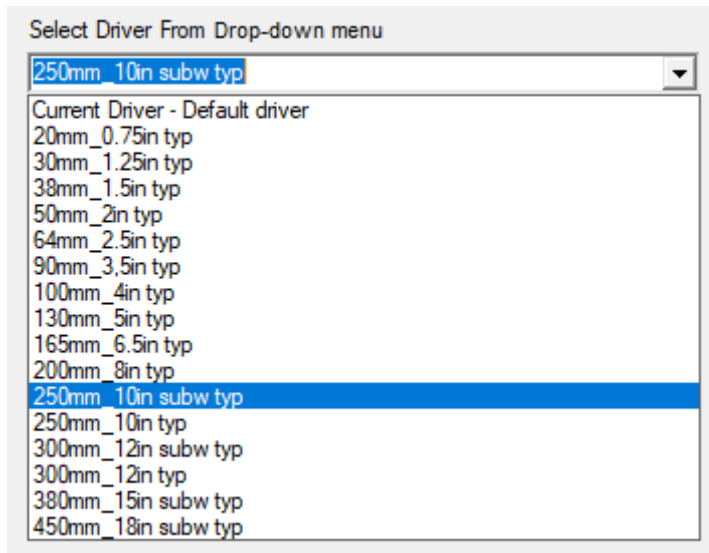 Select Driver From Drop-down menu
250mm_10in subw typ
Current Driver - Default driver
20mm_0.75in typ
30mm_1.25in typ
38mm_1.5in typ
50mm_2in typ
64mm_2.5in typ
90mm_3,5in typ
100mm_4in typ
130mm_5in typ
165mm_6.5in typ
200mm_8in typ
250mm_10in subw typ
250mm_10in typ
300mm_12in subw typ
300mm_12in typ
380mm_15in subw typ
450mm_18in subw typ